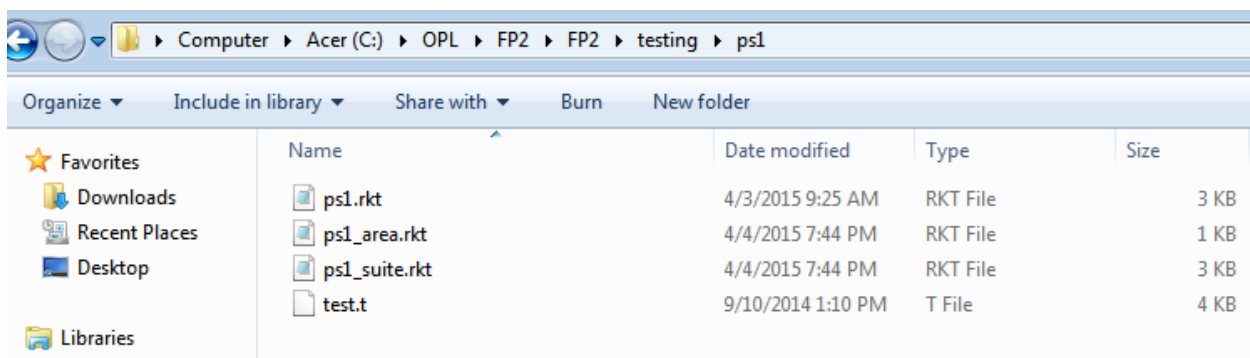 Computer Acer (C:) OPL FP2 FP2 testing ps1
Organize Include in library Share with Burn New folder
Favorites
Downloads
Recent Places
Desktop
Libraries
Name Date modified Type Size
ps1.rkt 4/3/2015 9:25 AM RKT File 3 KB
ps1_area.rkt 4/4/2015 7:44 PM RKT File 1 KB
ps1_suite.rkt 4/4/2015 7:44 PM RKT File 3 KB
test.t 9/10/2014 1:10 PM T File 4 KB